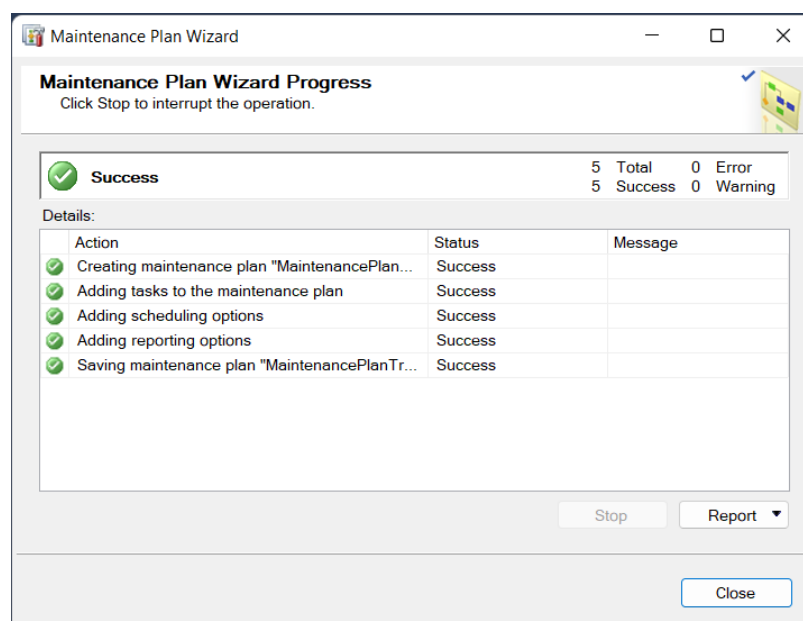 Maintenance Plan Wizard
Maintenance Plan Wizard Progress
Click Stop to interrupt the operation.
Success 5 Total 0 Error
5 Success 0 Warning
Details:
Action Status Message
Creating maintenance plan "MaintenancePlan... Success
Adding tasks to the maintenance plan Success
Adding scheduling options Success
Adding reporting options Success
Saving maintenance plan "MaintenancePlanTr... Success
Stop Report
Close